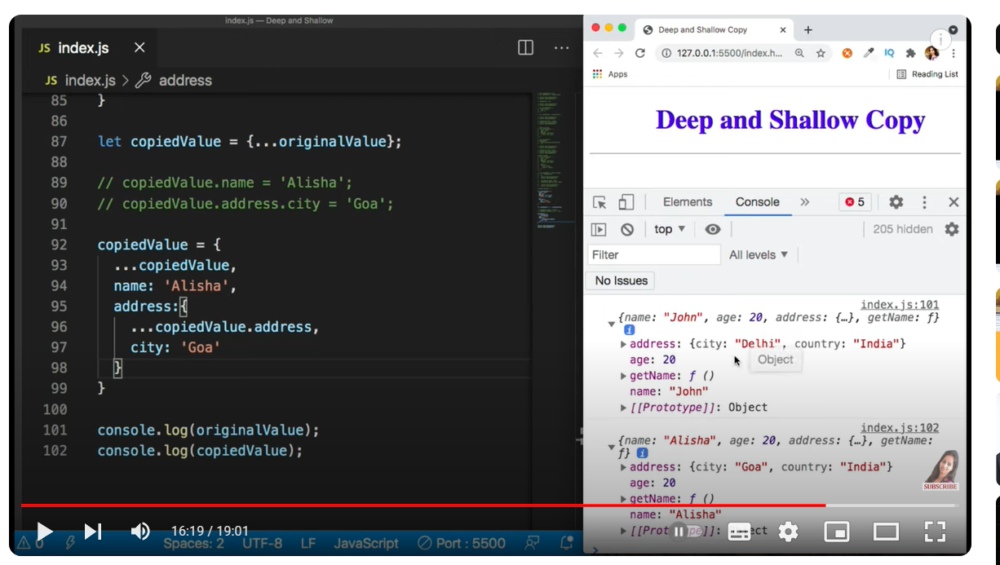 index.js — Deep and Shallow
JS index.js
JS index.js > address
85 }
86
87 let copiedValue = {...originalValue};
88
89 // copiedValue.name = 'Alisha';
90 // copiedValue.address.city = 'Goa';
91
92 copiedValue = {
93 ...copiedValue,
94 name: 'Alisha',
95 address:{
96 ...copiedValue.address,
97 city: 'Goa'
98 }
99 }
100
101 console.log(originalValue);
102 console.log(copiedValue);
Deep and Shallow Copy
127.0.0.1:5500/index.h...
IQ
Apps
Reading List
Deep and Shallow Copy
Elements Console 5
top 205 hidden
Filter All levels
No Issues
index.js:101
{name: "John", age: 20, address: {…}, getName: ƒ}
i
address: {city: "Delhi", country: "India"}
age: 20
Object
getName: ƒ ()
name: "John"
[[Prototype]]: Object
index.js:102
{name: "Alisha", age: 20, address: {…}, getName:
ƒ} i
address: {city: "Goa", country: "India"}
age: 20
SUBSCRIBE
getName: ƒ ()
name: "Alisha"
16:19 / 19:01
Spaces: 2 UTF-8 LF JavaScript Port : 5500